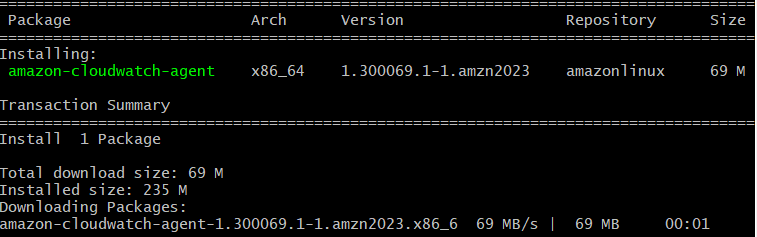 ================================================================================
Package Arch Version Repository Size
================================================================================
Installing:
amazon-cloudwatch-agent x86_64 1.300069.1-1.amzn2023 amazonlinux 69 M

Transaction Summary
================================================================================
Install 1 Package

Total download size: 69 M
Installed size: 235 M
Downloading Packages:
amazon-cloudwatch-agent-1.300069.1-1.amzn2023.x86_6 69 MB/s | 69 MB 00:01